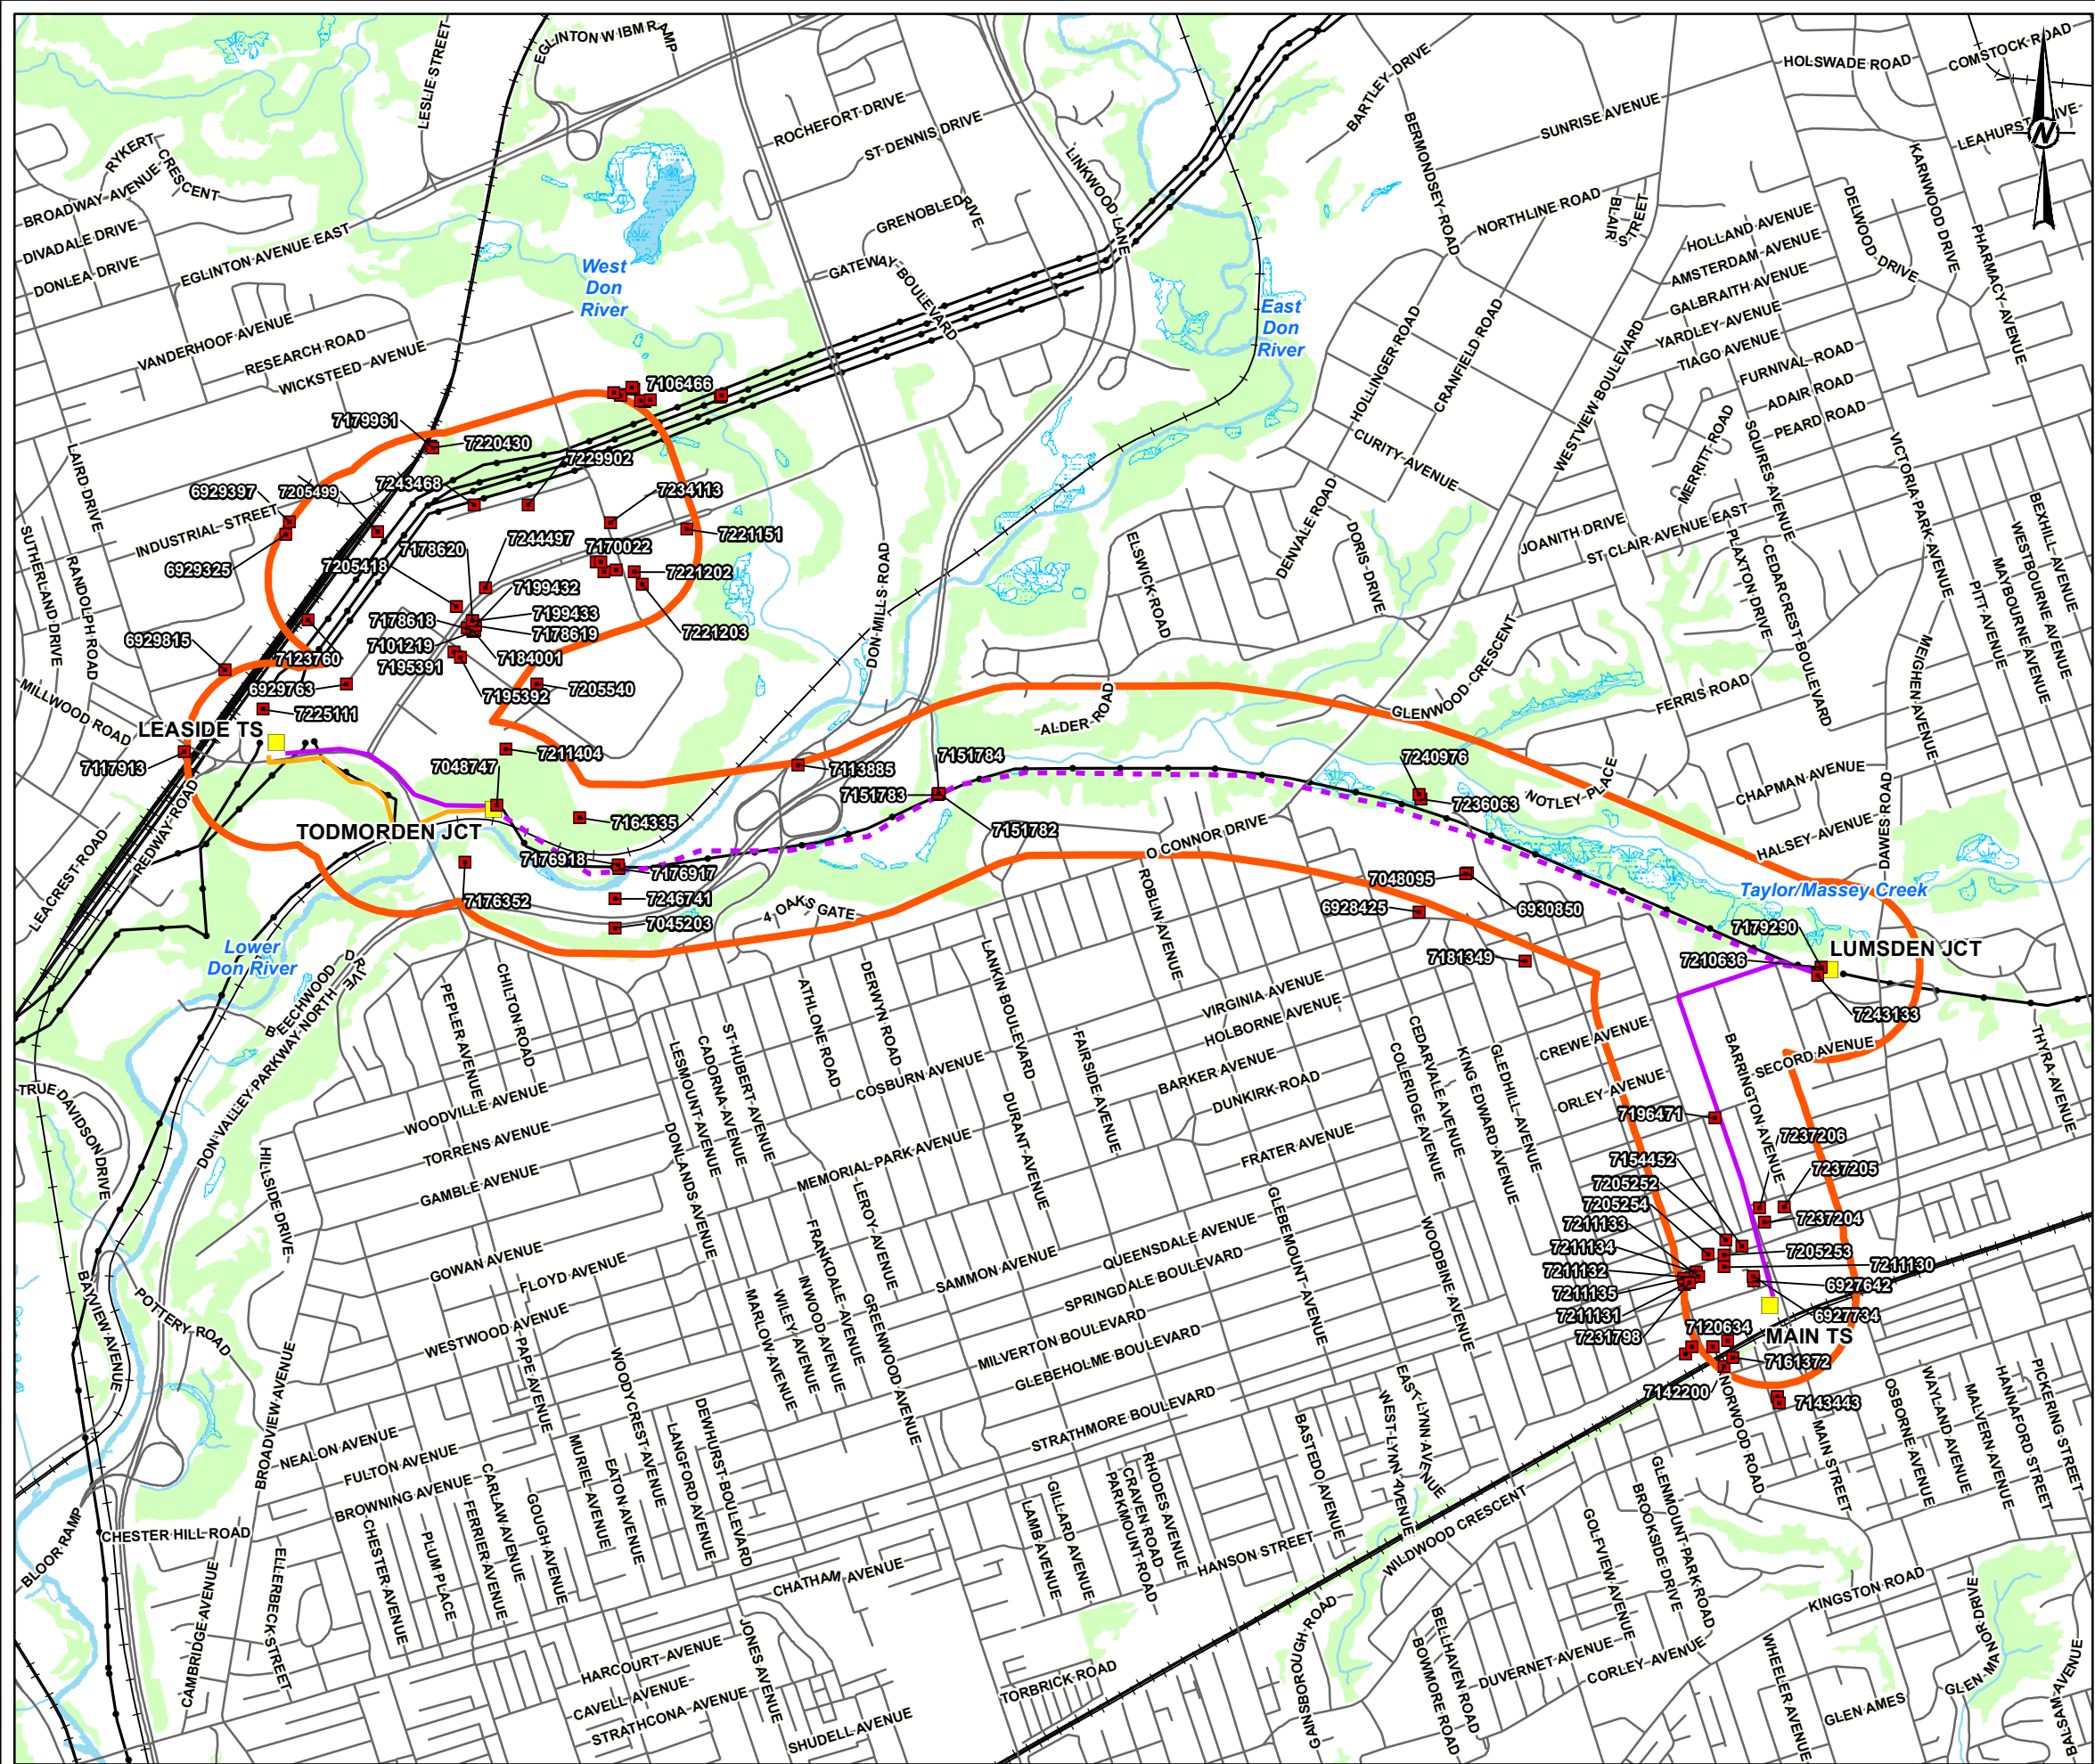 EGLINTON W IBM RAMP
LESLIE STREET
RYKERT
CRESCENT
BROADWAY AVENUE
DIVADALE DRIVE
DONLEA DRIVE
EGLINTON AVENUE EAST
VANDERHOOF AVENUE
RESEARCH ROAD
WICKSTEED AVENUE
West
Don
River
ROCHEFORT DRIVE
ST DENNIS DRIVE
GRENOBLE DRIVE
GATEWAY BOULEVARD
LINKWOOD LANE
East
Don
River
BARTLEY DRIVE
BERMONDSEY ROAD
SUNRISE AVENUE
HOLSWADE ROAD
COMSTOCK ROAD
LEAHURST DRIVE
N
KARNWOOD DRIVE
DELWOOD DRIVE
PHARMACY AVENUE
NORTHLINE ROAD
BLAIR
STREET
HOLLAND AVENUE
AMSTERDAM AVENUE
GALBRAITH AVENUE
YARDLEY AVENUE
TIAGO AVENUE
FURNIVAL ROAD
ADAIR ROAD
PEARD ROAD
HOLLINGER ROAD
CRANFIELD ROAD
WESTVIEW BOULEVARD
CURITY AVENUE
MERRITT ROAD
SQUIRES AVENUE
VICTORIA PARK AVENUE
BEXHILL AVENUE
WESTBOURNE AVENUE
MAYBOURNE AVENUE
PITT AVENUE
DENVALE ROAD
DORIS DRIVE
ELSWICK ROAD
JOANITH DRIVE
ST CLAIR AVENUE EAST
PLAXTON DRIVE
CEDARCREST BOULEVARD
MEIGHEN AVENUE
GLENWOOD CRESCENT
FERRIS ROAD
NOTLEY PLACE
CHAPMAN AVENUE
HALSEY AVENUE
DAWES ROAD
LAIRD DRIVE
INDUSTRIAL STREET
SUTHERLAND DRIVE
RANDOLPH ROAD
MILLWOOD ROAD
DON MILLS ROAD
ALDER ROAD
7106466
7179961
7220430
7229902
7243468
6929397
7205499
7234113
7221151
7244497
7178620
7170022
6929325
7205418
7221202
7199432
7199433
7178618
7178619
7221203
6929815
7101219
7123760
7195391
7184001
6929763
7195392
7205540
7225111
LEASIDE TS
7117913
7211404
7048747
7113885
7151784
7151783
7151782
7240976
7236063
TODMORDEN JCT
7164335
7176918
7176917
7176352
7246741
7045203
7048095
6930850
6928425
7181349
Taylor/Massey Creek
7179290
LUMSDEN JCT
7210636
7243133
REDWAY ROAD
LEACREST ROAD
Lower
Don River
BEECHWOOD DRIVE
DON VALLEY PARKWAY NORTH
4 OAKS GATE
O CONNOR DRIVE
ROBLIN AVENUE
PEPLER AVENUE
CHILTON ROAD
ATHLONE ROAD
DERWYN ROAD
LANKIN BOULEVARD
VIRGINIA AVENUE
HOLBORNE AVENUE
BARKER AVENUE
DUNKIRK ROAD
FRATER AVENUE
LESMOUNT AVENUE
CADORNA AVENUE
ST HUBERT AVENUE
COSBURN AVENUE
FAIRSIDE AVENUE
DURANT AVENUE
COLERIDGE AVENUE
CEDARVALE AVENUE
KING EDWARD AVENUE
GLEDHILL AVENUE
CREWE AVENUE
ORLEY AVENUE
BARRINGTON AVENUE
SECORD AVENUE
THYRA AVENUE
TRUE DAVIDSON DRIVE
HILLSIDE DRIVE
WOODVILLE AVENUE
TORRENS AVENUE
GAMBLE AVENUE
DONLANDS AVENUE
MEMORIAL PARK AVENUE
7196471
7237206
7154452
7237205
7205252
7205254
7237204
7211133
7205253
7211134
7211130
7211132
6927642
7211135
7211131
6927734
7231798
7120634
MAIN TS
7161372
7142200
7143443
BAYVIEW AVENUE
POTTERY ROAD
GOWAN AVENUE
FLOYD AVENUE
WESTWOOD AVENUE
PAPE AVENUE
FRANKDALE AVENUE
LEROY AVENUE
INWOOD AVENUE
WILEY AVENUE
MARLOW AVENUE
GREENWOOD AVENUE
SAMMON AVENUE
QUEENSDALE AVENUE
SPRINGDALE BOULEVARD
MILVERTON BOULEVARD
GLEBEHOLME BOULEVARD
STRATHMORE BOULEVARD
GLEBEMOUNT AVENUE
WOODBINE AVENUE
BROADVIEW AVENUE
NEALON AVENUE
FULTON AVENUE
BROWNING AVENUE
WOODYCREST AVENUE
DEWHURST BOULEVARD
LANGFORD AVENUE
EATON AVENUE
MURIEL AVENUE
GOUGH AVENUE
CARLAW AVENUE
FERRIER AVENUE
PLUM PLACE
CHESTER AVENUE
BLOOR RAMP
CHESTER HILL ROAD
CAMBRIDGE AVENUE
ELLERBECK STREET
EAST LYNN AVENUE
WEST LYNN AVENUE
BASTEDO AVENUE
RHODES AVENUE
CRAVEN ROAD
PARKMOUNT ROAD
GILLARD AVENUE
LAMB AVENUE
HANSON STREET
WILDWOOD CRESCENT
CHATHAM AVENUE
JONES AVENUE
HARCOURT AVENUE
CAVELL AVENUE
STRATHCONA AVENUE
SHUDELL AVENUE
TORBRICK ROAD
GAINSBOROUGH ROAD
BOWMORE ROAD
BELLHAVEN ROAD
DUVERNET AVENUE
CORLEY AVENUE
GOLFVIEW AVENUE
BROOKSIDE DRIVE
GLENMOUNT PARK ROAD
NORWOOD ROAD
MAIN STREET
OSBORNE AVENUE
WAYLAND AVENUE
MALVERN AVENUE
HANNAFORD STREET
PICKERING STREET
KINGSTON ROAD
WHEELER AVENUE
GLEN AMES
GLEN MANOR DRIVE
BALSAM AVENUE